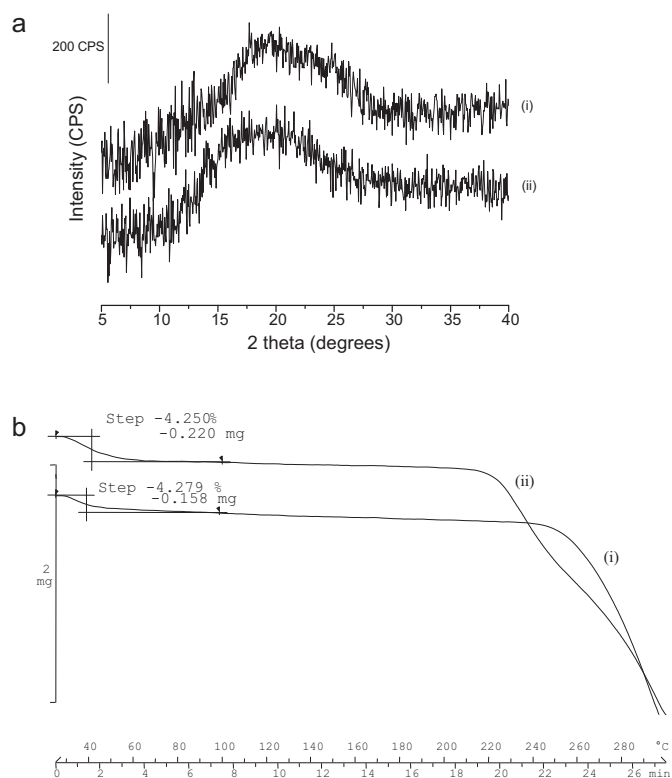 a
200 CPS
Intensity (CPS)
(i)
(ii)
5 10 15 20 25 30 35 40
2 theta (degrees)
b
Step -4.250%
-0.220 mg
Step -4.279 %
-0.158 mg
(ii)
(i)
2
mg
40 60 80 100 120 140 160 180 200 220 240 260 280 °C
0 2 4 6 8 10 12 14 16 18 20 22 24 26 min